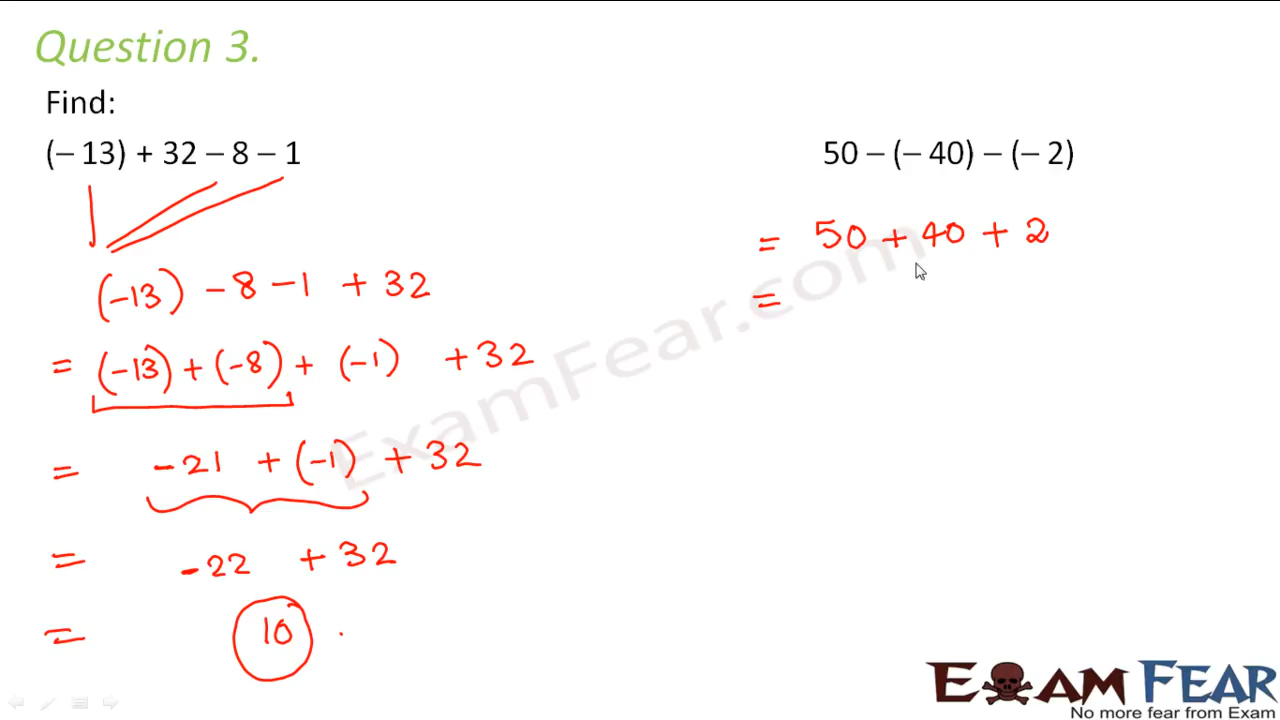 Question 3.
Find:
(– 13) + 32 – 8 – 1
(-13) - 8 - 1 + 32
= (-13) + (-8) + (-1) + 32
= -21 + (-1) + 32
= -22 + 32
= 10 .
50 – (– 40) – (– 2)
= 50 + 40 + 2
=
ExamFear.com
EXAM FEAR
No more fear from Exam